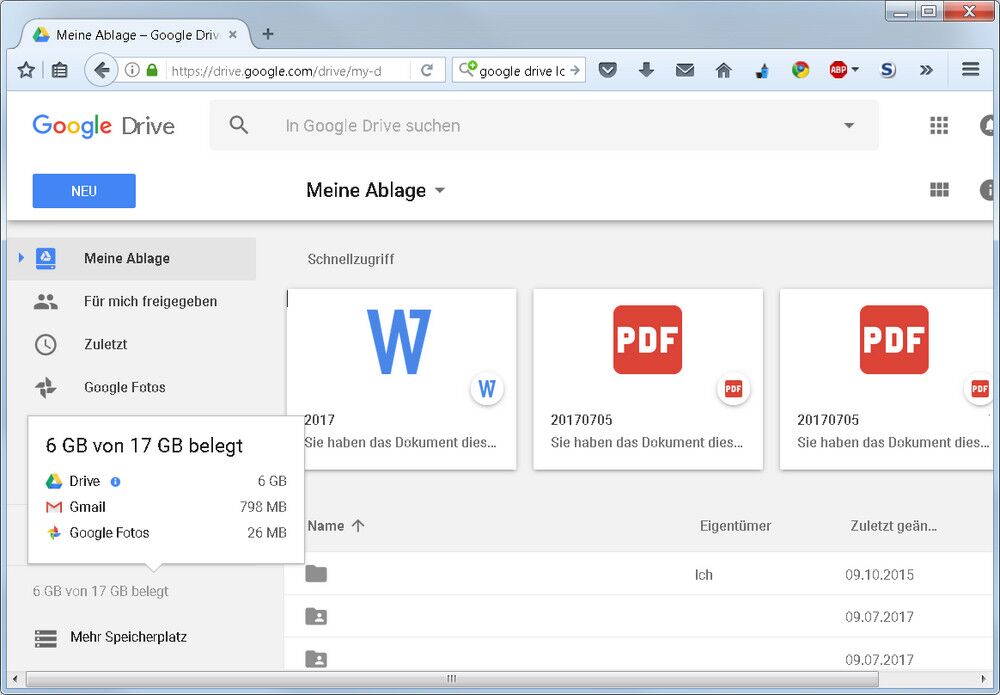 Meine Ablage – Google Driv
https://drive.google.com/drive/my-d
google drive lo
ABP
S
Google Drive
In Google Drive suchen
NEU
Meine Ablage
Meine Ablage
Für mich freigegeben
Zuletzt
Google Fotos
Schnellzugriff
W
W
2017
Sie haben das Dokument dies...
PDF
PDF
20170705
Sie haben das Dokument dies...
PDF
PDF
20170705
Sie haben das Dokument dies...
6 GB von 17 GB belegt
Drive 6 GB
Gmail 798 MB
Google Fotos 26 MB
6 GB von 17 GB belegt
Mehr Speicherplatz
Name Eigentümer Zuletzt geän...
Ich 09.10.2015
09.07.2017
09.07.2017